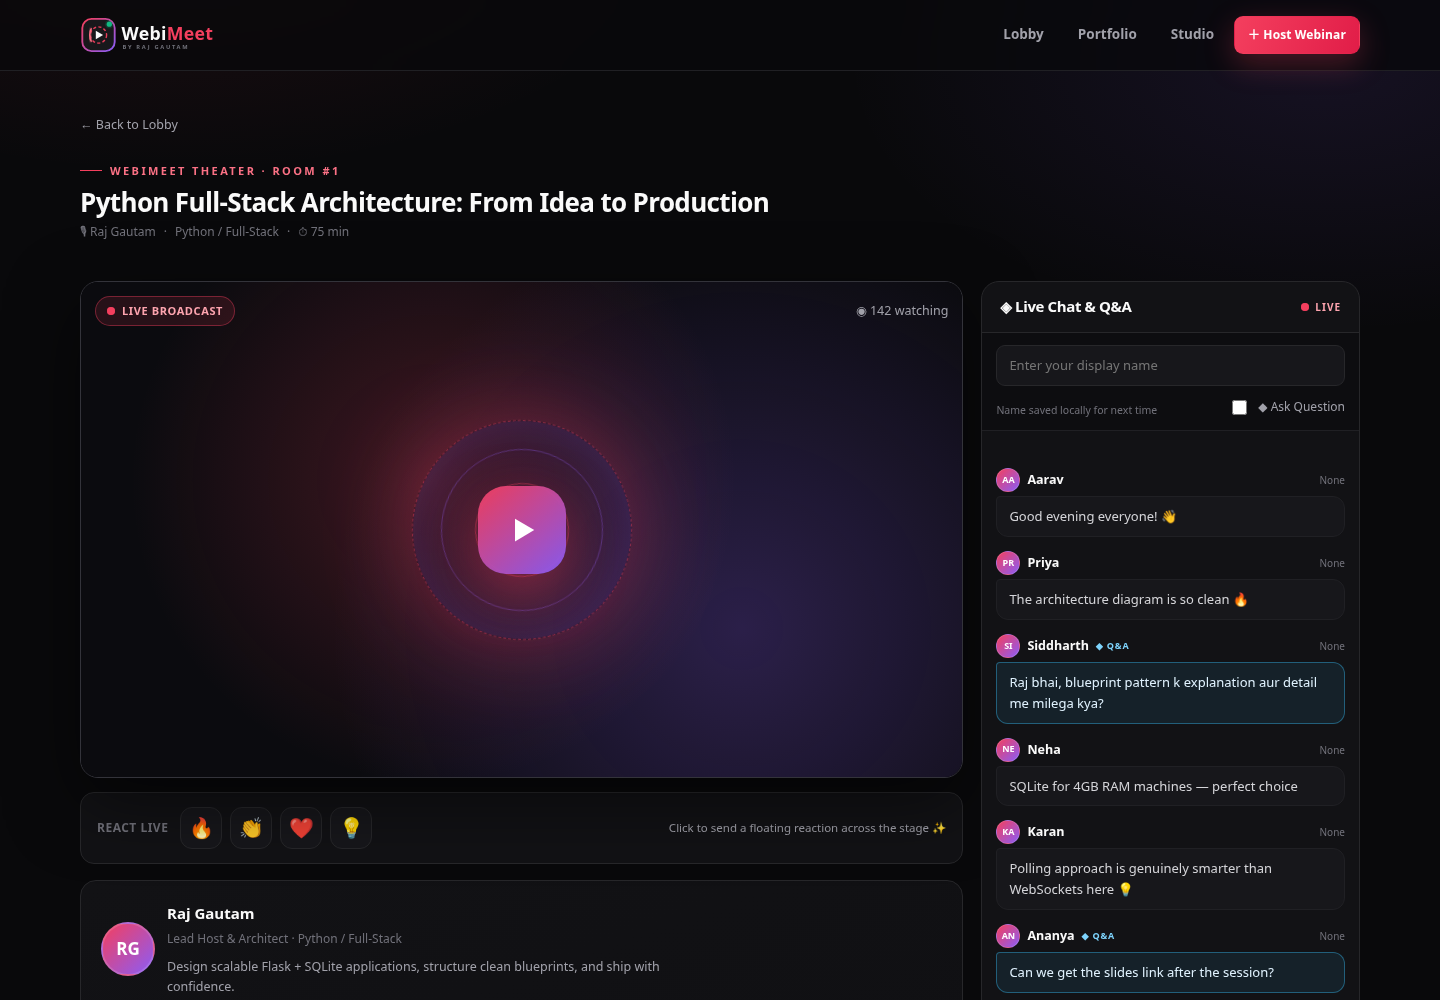 WebiMeet
BY RAJ GAUTAM
Lobby
Portfolio
Studio
+ Host Webinar
← Back to Lobby
WEBIMEET THEATER · ROOM #1
Python Full-Stack Architecture: From Idea to Production
🎙 Raj Gautam · Python / Full-Stack · ⏱ 75 min
LIVE BROADCAST
◉ 142 watching
REACT LIVE
🔥 👏 ❤️ 💡
Click to send a floating reaction across the stage ✨
RG
Raj Gautam
Lead Host & Architect · Python / Full-Stack
Design scalable Flask + SQLite applications, structure clean blueprints, and ship with
confidence.
◈ Live Chat & Q&A
LIVE
Enter your display name
Name saved locally for next time
◆ Ask Question
AA Aarav None
Good evening everyone! 👋
PR Priya None
The architecture diagram is so clean 🔥
SI Siddharth ◆ Q&A None
Raj bhai, blueprint pattern k explanation aur detail
me milega kya?
NE Neha None
SQLite for 4GB RAM machines — perfect choice
KA Karan None
Polling approach is genuinely smarter than
WebSockets here 💡
AN Ananya ◆ Q&A None
Can we get the slides link after the session?